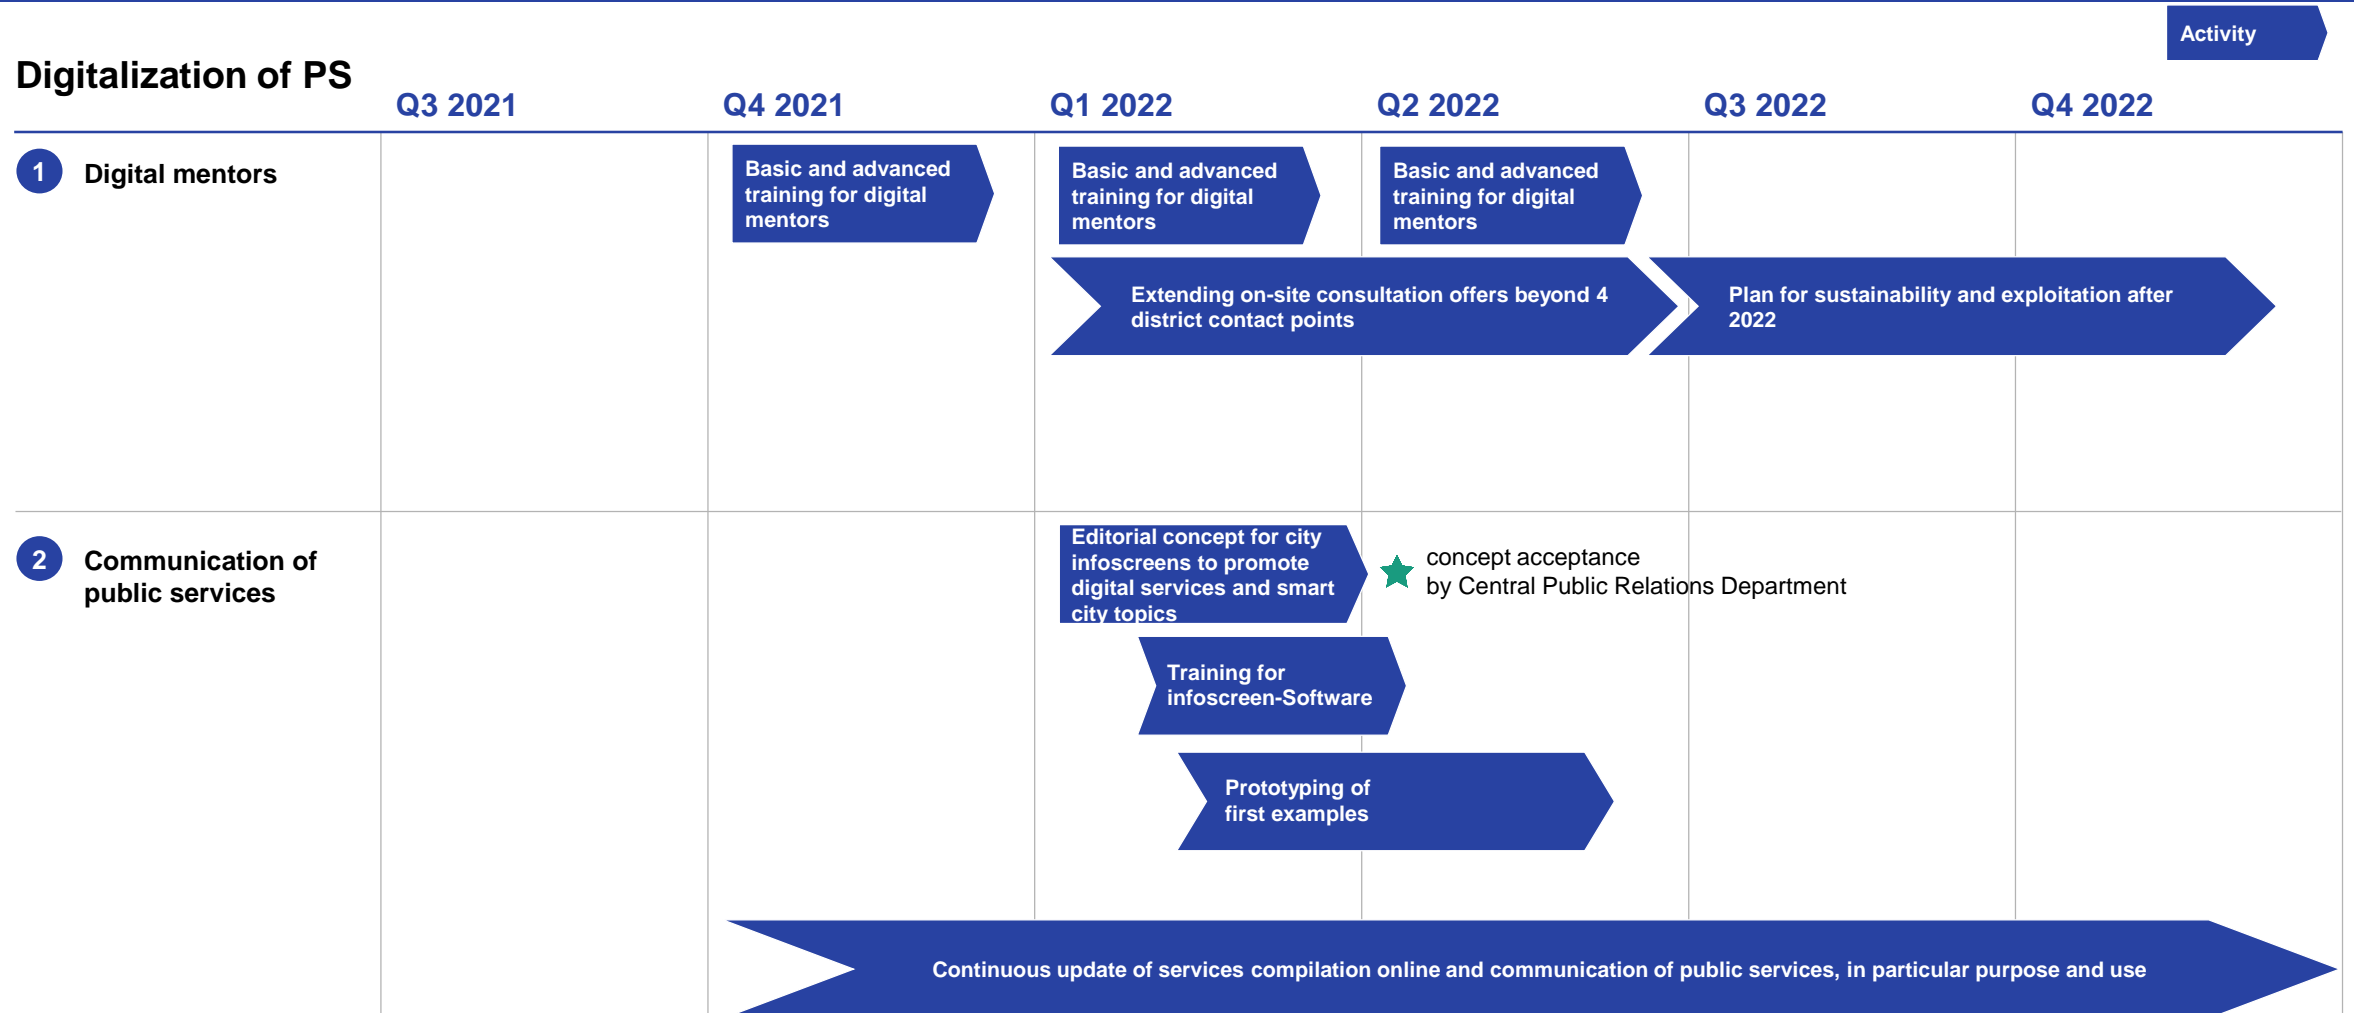 Activity
Digitalization of PS
Q3 2021
Q4 2021
Q1 2022
Q2 2022
Q3 2022
Q4 2022
1
Digital mentors
Basic and advanced
training for digital
mentors
Basic and advanced
training for digital
mentors
Basic and advanced
training for digital
mentors
Extending on-site consultation offers beyond 4
district contact points
Plan for sustainability and exploitation after
2022
2
Communication of
public services
Editorial concept for city
infoscreens to promote
digital services and smart
city topics
concept acceptance
by Central Public Relations Department
Training for
infoscreen-Software
Prototyping of
first examples
Continuous update of services compilation online and communication of public services, in particular purpose and use